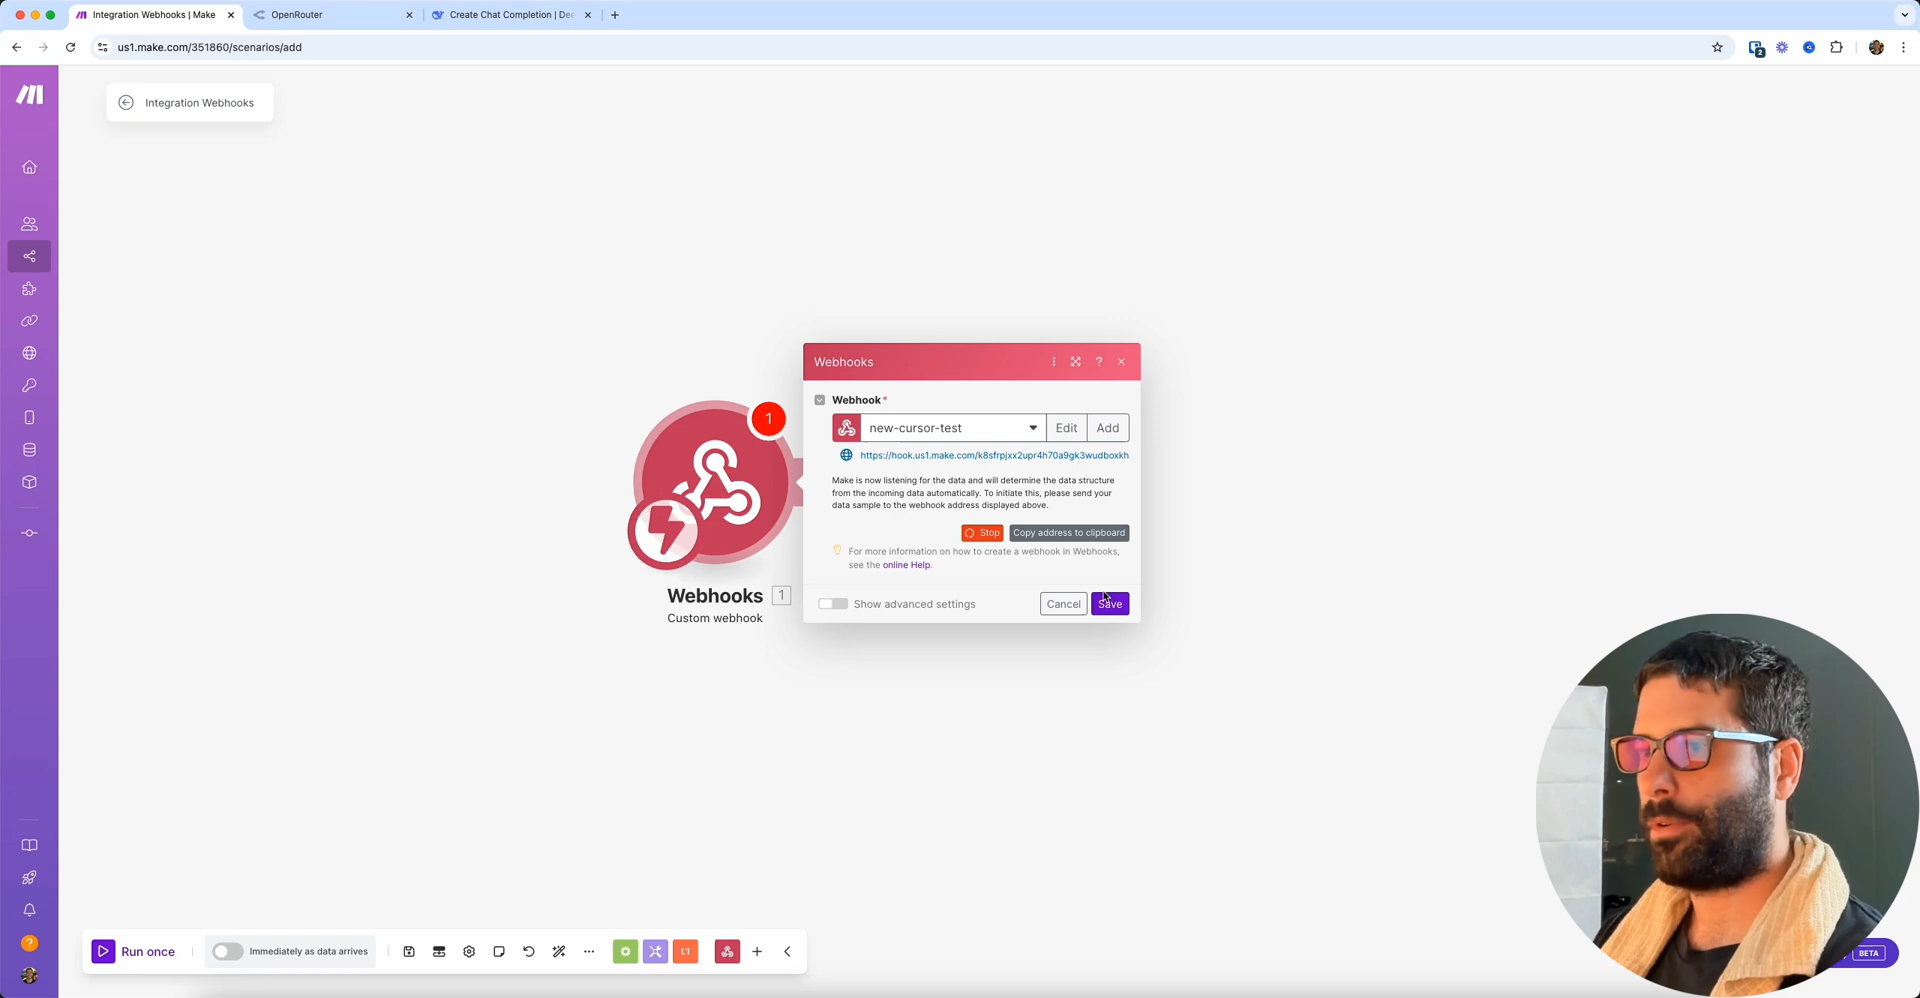 Integration Webhooks | Make
OpenRouter
Create Chat Completion | Dee
us1.make.com/351860/scenarios/add
2
Integration Webhooks
Webhooks
?
Webhook*
new-cursor-test
Edit
Add
https://hook.us1.make.com/k8sfrpjxx2upr4h70a9gk3wudboxkh
Make is now listening for the data and will determine the data structure
from the incoming data automatically. To initiate this, please send your
data sample to the webhook address displayed above.
Stop
Copy address to clipboard
For more information on how to create a webhook in Webhooks,
see the online Help.
Show advanced settings
Cancel
Save
1
Webhooks
1
Custom webhook
?
Run once
Immediately as data arrives
BETA